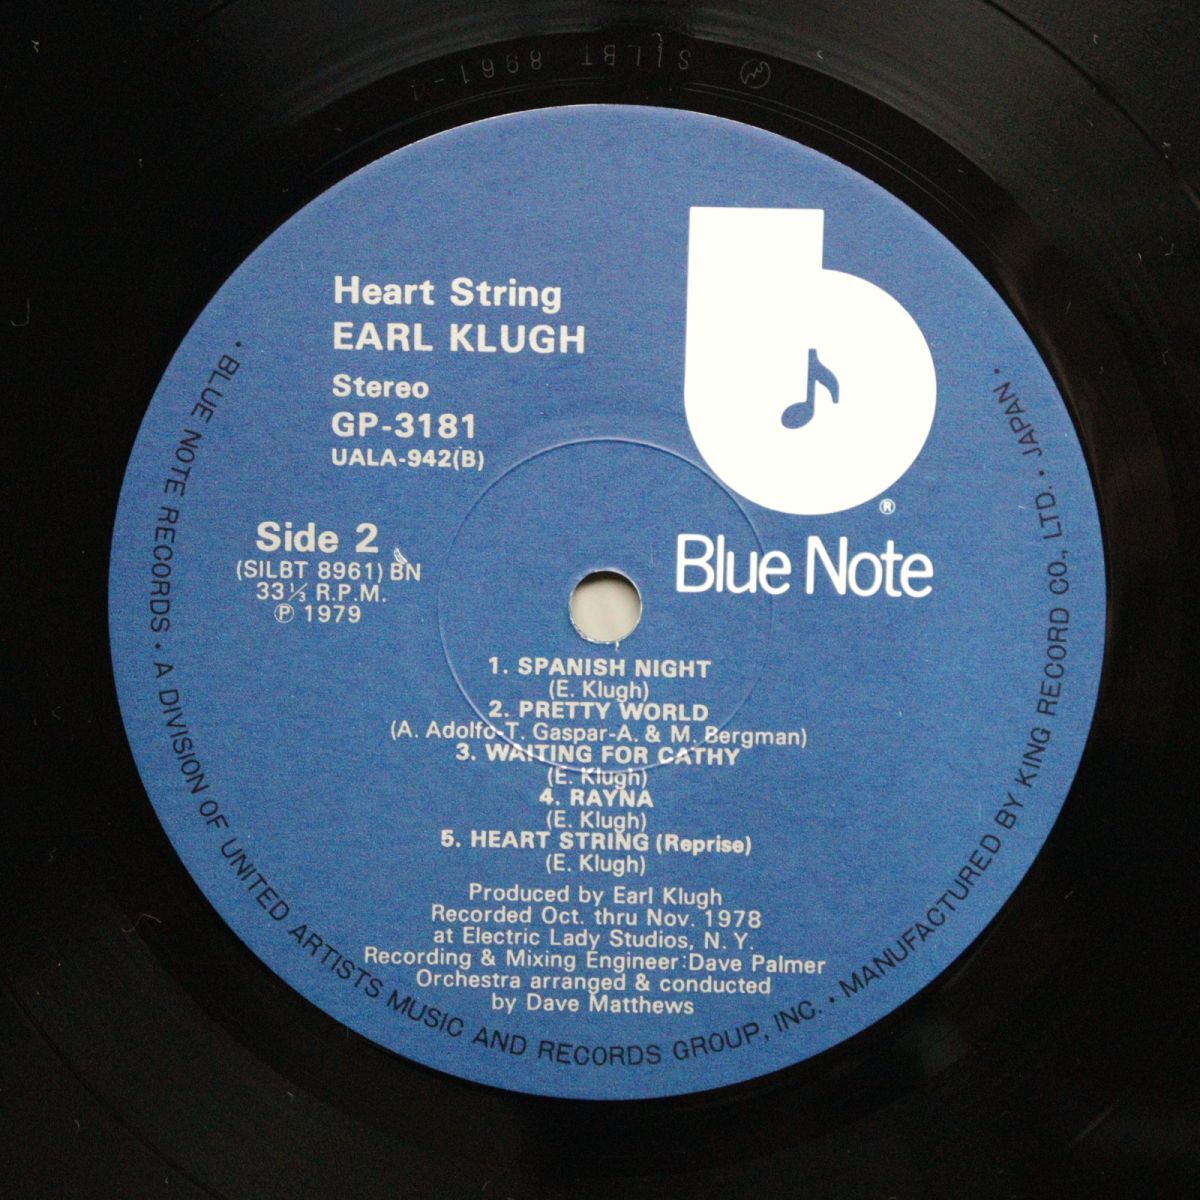 SILBT 8961-2
Heart String
EARL KLUGH
Stereo
GP-3181
UALA-942(B)
Side 2
(SILBT 8961) BN
33⅓ R.P.M.
Ⓟ 1979
b
®
Blue Note
1. SPANISH NIGHT
(E. Klugh)
2. PRETTY WORLD
(A. Adolfo-T. Gaspar-A. & M. Bergman)
3. WAITING FOR CATHY
(E. Klugh)
4. RAYNA
(E. Klugh)
5. HEART STRING (Reprise)
(E. Klugh)
Produced by Earl Klugh
Recorded Oct. thru Nov. 1978
at Electric Lady Studios, N. Y.
Recording & Mixing Engineer:Dave Palmer
Orchestra arranged & conducted
by Dave Matthews
• BLUE NOTE RECORDS • A DIVISION OF UNITED ARTISTS MUSIC AND RECORDS GROUP, INC. • MANUFACTURED BY KING RECORD CO., LTD. • JAPAN •